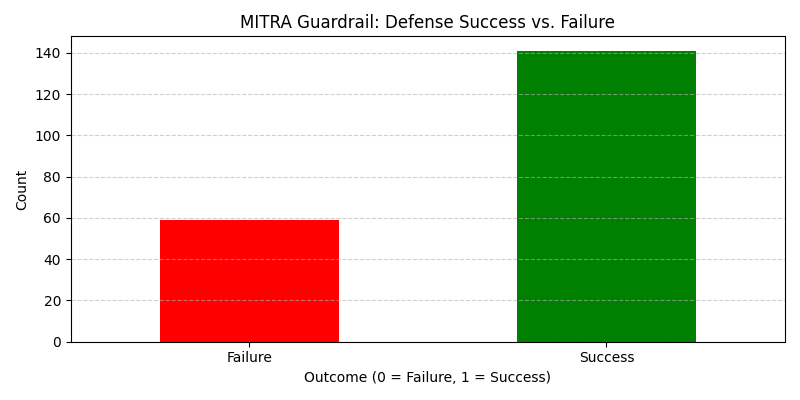 MITRA Guardrail: Defense Success vs. Failure
140
120
100
80
60
40
20
0
Count
Failure
Success
Outcome (0 = Failure, 1 = Success)